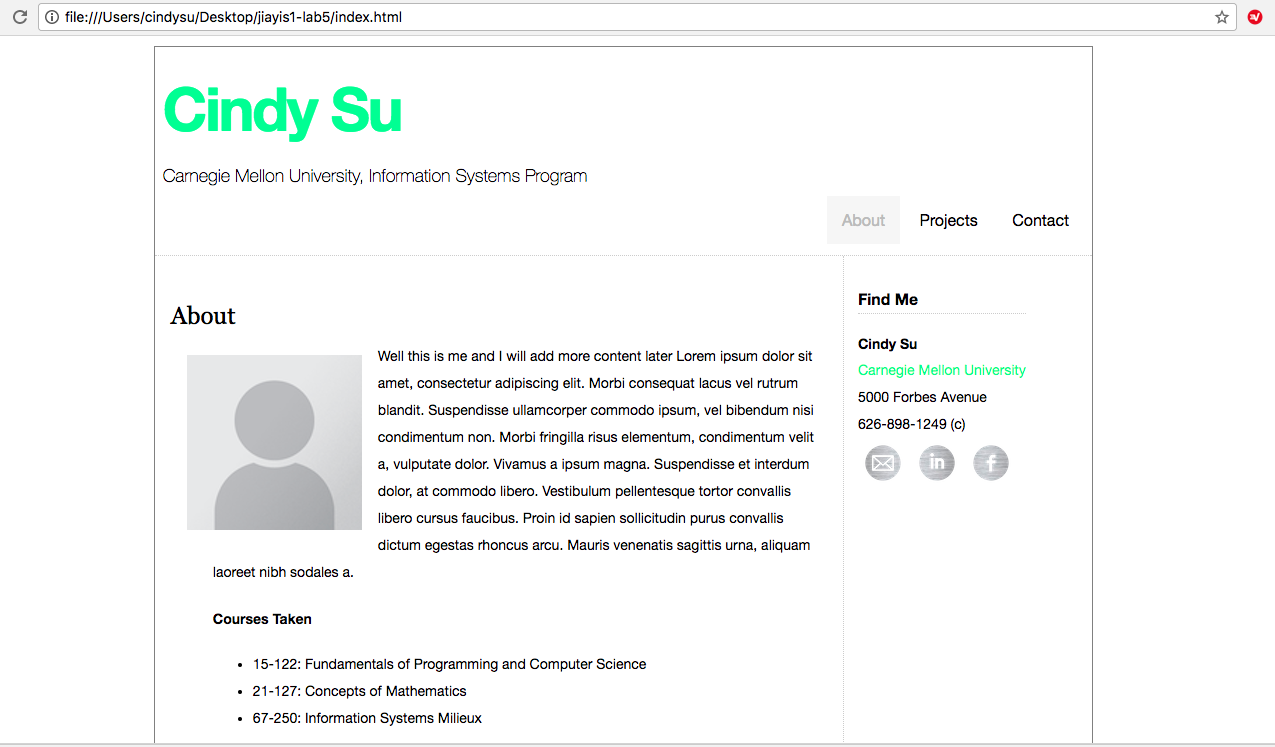 file:///Users/cindysu/Desktop/jiayis1-lab5/index.html
Cindy Su
Carnegie Mellon University, Information Systems Program
About Projects Contact
About
Well this is me and I will add more content later Lorem ipsum dolor sit
amet, consectetur adipiscing elit. Morbi consequat lacus vel rutrum
blandit. Suspendisse ullamcorper commodo ipsum, vel bibendum nisi
condimentum non. Morbi fringilla risus elementum, condimentum velit
a, vulputate dolor. Vivamus a ipsum magna. Suspendisse et interdum
dolor, at commodo libero. Vestibulum pellentesque tortor convallis
libero cursus faucibus. Proin id sapien sollicitudin purus convallis
dictum egestas rhoncus arcu. Mauris venenatis sagittis urna, aliquam
laoreet nibh sodales a.
Courses Taken
• 15-122: Fundamentals of Programming and Computer Science
• 21-127: Concepts of Mathematics
• 67-250: Information Systems Milieux
Find Me
Cindy Su
Carnegie Mellon University
5000 Forbes Avenue
626-898-1249 (c)
in f